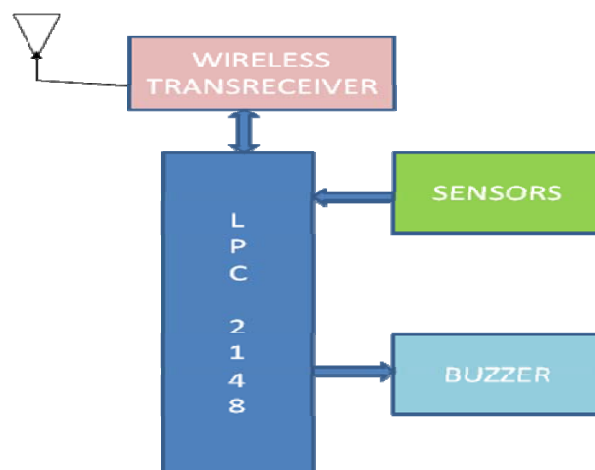 WIRELESS
TRANSRECEIVER
SENSORS
L
P
C
2
1
4
8
BUZZER